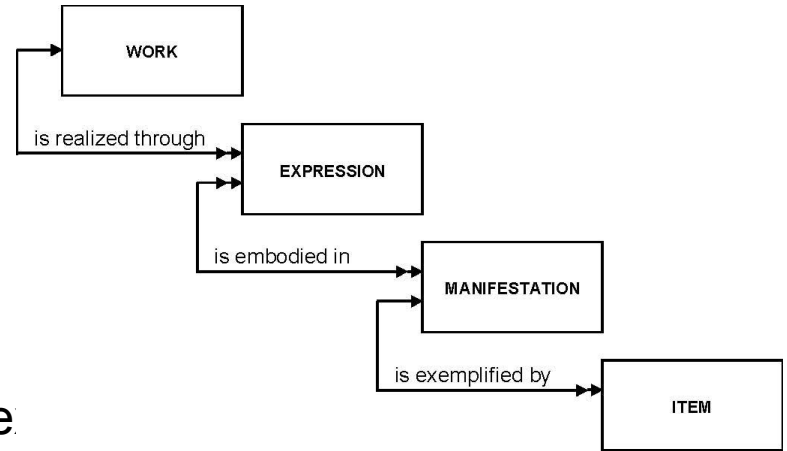 WORK
is realized through
EXPRESSION
is embodied in
MANIFESTATION
is exemplified by
ITEM